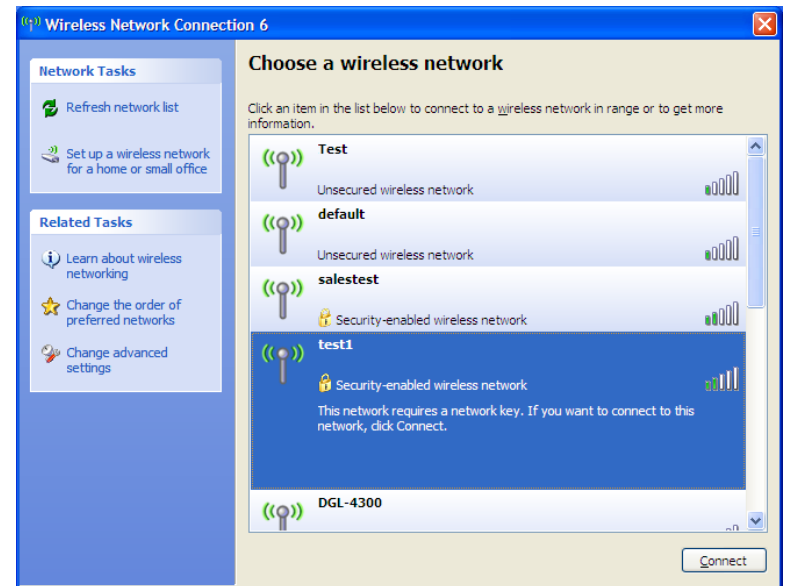 Wireless Network Connection 6
Network Tasks
Refresh network list
Set up a wireless network
for a home or small office
Related Tasks
Learn about wireless
networking
Change the order of
preferred networks
Change advanced
settings
Choose a wireless network
Click an item in the list below to connect to a wireless network in range or to get more
information.
Test
Unsecured wireless network
default
Unsecured wireless network
salestest
Security-enabled wireless network
test1
Security-enabled wireless network
This network requires a network key. If you want to connect to this
network, click Connect.
DGL-4300
Connect